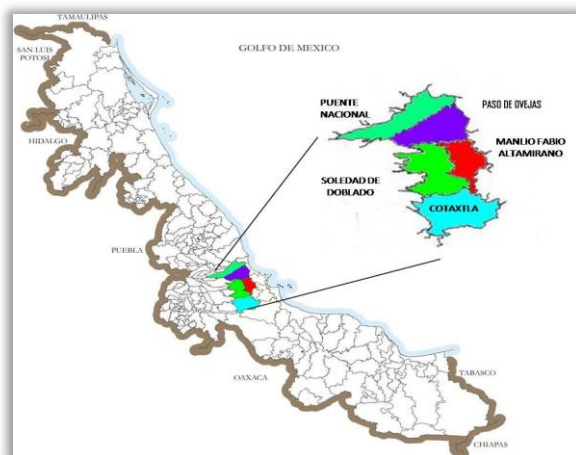 TAMAULIPAS
SAN LUIS
POTOSI
GOLFO DE MEXICO
HIDALGO
PUENTE
NACIONAL
PASO DE OVEJAS
MANLIO FABIO
ALTAMIRANO
SOLEDAD DE
DOBLADO
COTAXTLA
PUEBLA
OAXACA
TABASCO
CHIAPAS